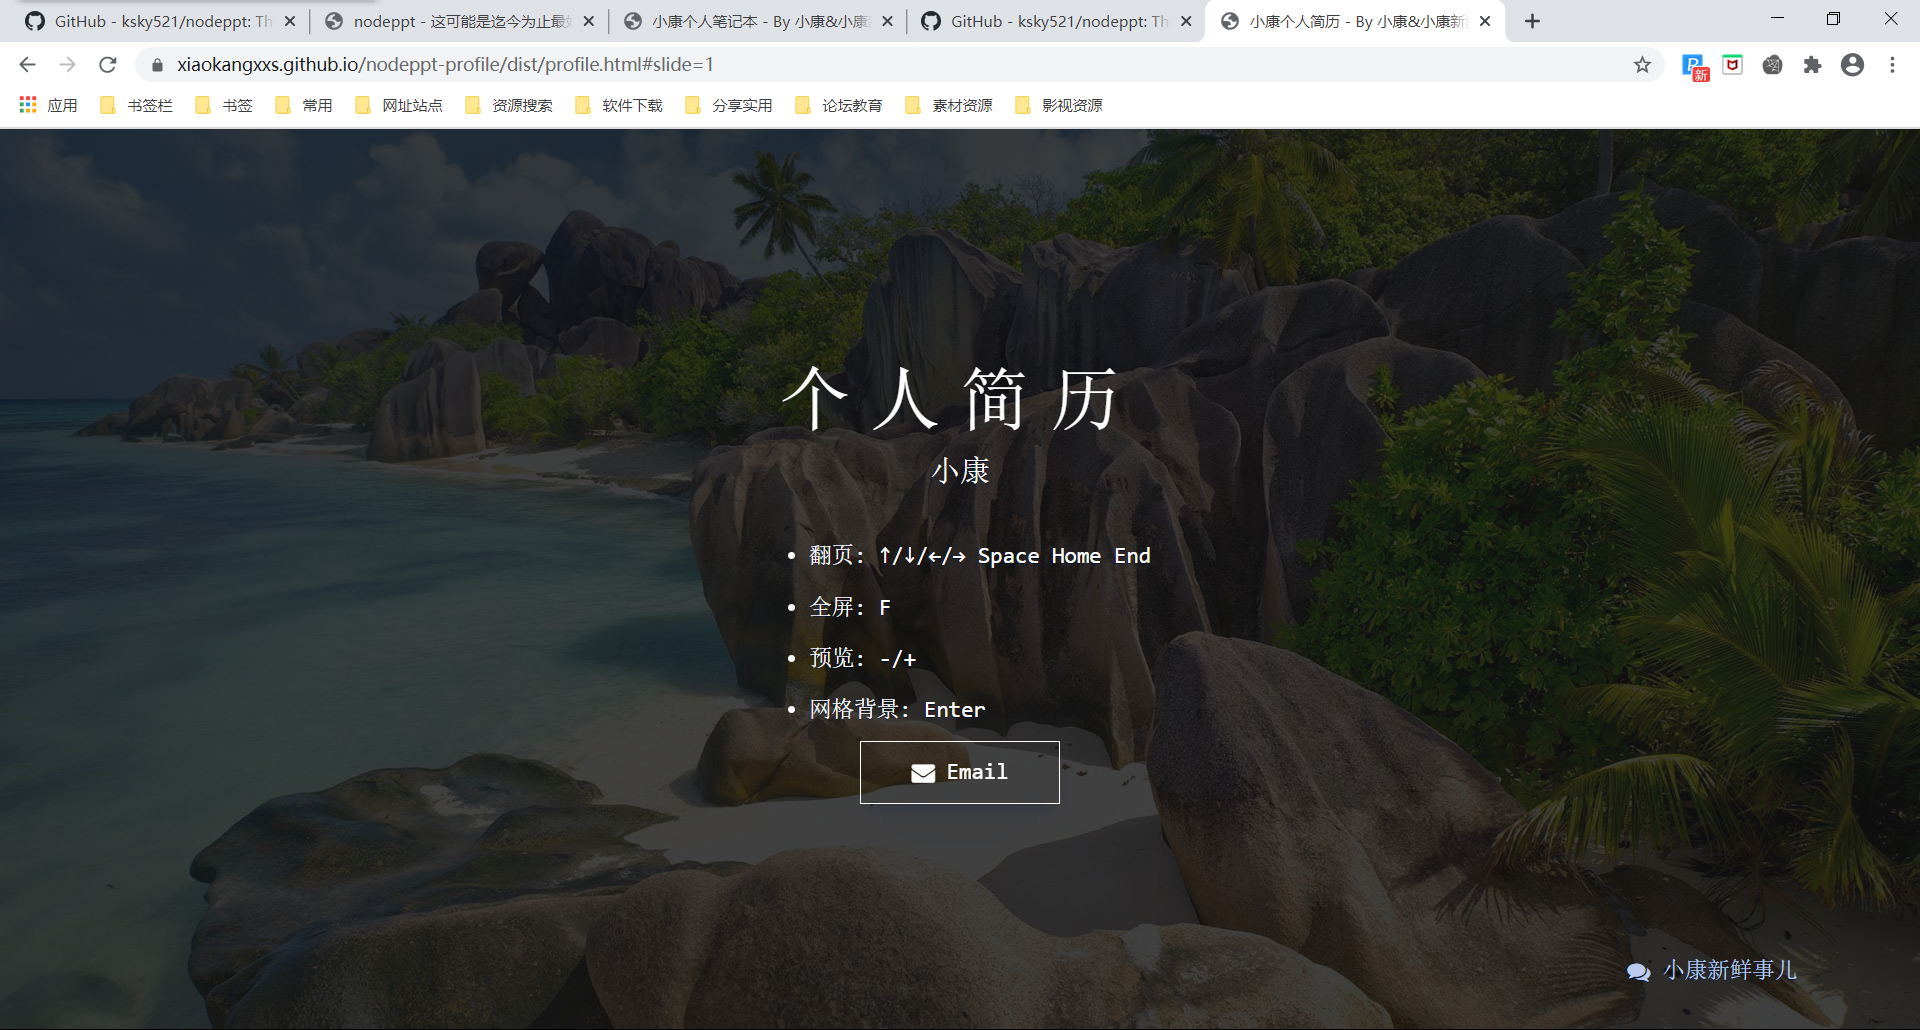 GitHub - ksky521/nodeppt: Th
nodeppt - 这可能是迄今为止最
小康个人笔记本 - By 小康&小康
GitHub - ksky521/nodeppt: Th
小康个人简历 - By 小康&小康新
xiaokangxxs.github.io/nodeppt-profile/dist/profile.html#slide=1
新
应用 书签栏 书签 常用 网址站点 资源搜索 软件下载 分享实用 论坛教育 素材资源 影视资源
个人简历
小康
• 翻页: ↑/↓/←/→ Space Home End
• 全屏: F
• 预览: -/+
• 网格背景: Enter
Email
小康新鲜事儿